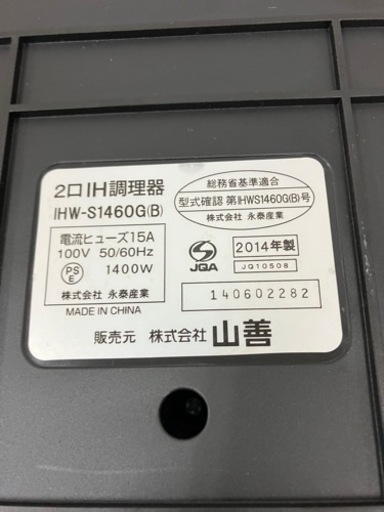 2口IH調理器
IHW-S1460G(B)
電流ヒューズ15A
100V 50/60Hz
PS
E
1400W
株式会社 永泰産業
MADE IN CHINA
総務省基準適合
型式確認 第IHWS1460G(B)号
株式会社 永泰産業
JQA
2014年製
JQ10508
140602282
販売元 株式会社 山善